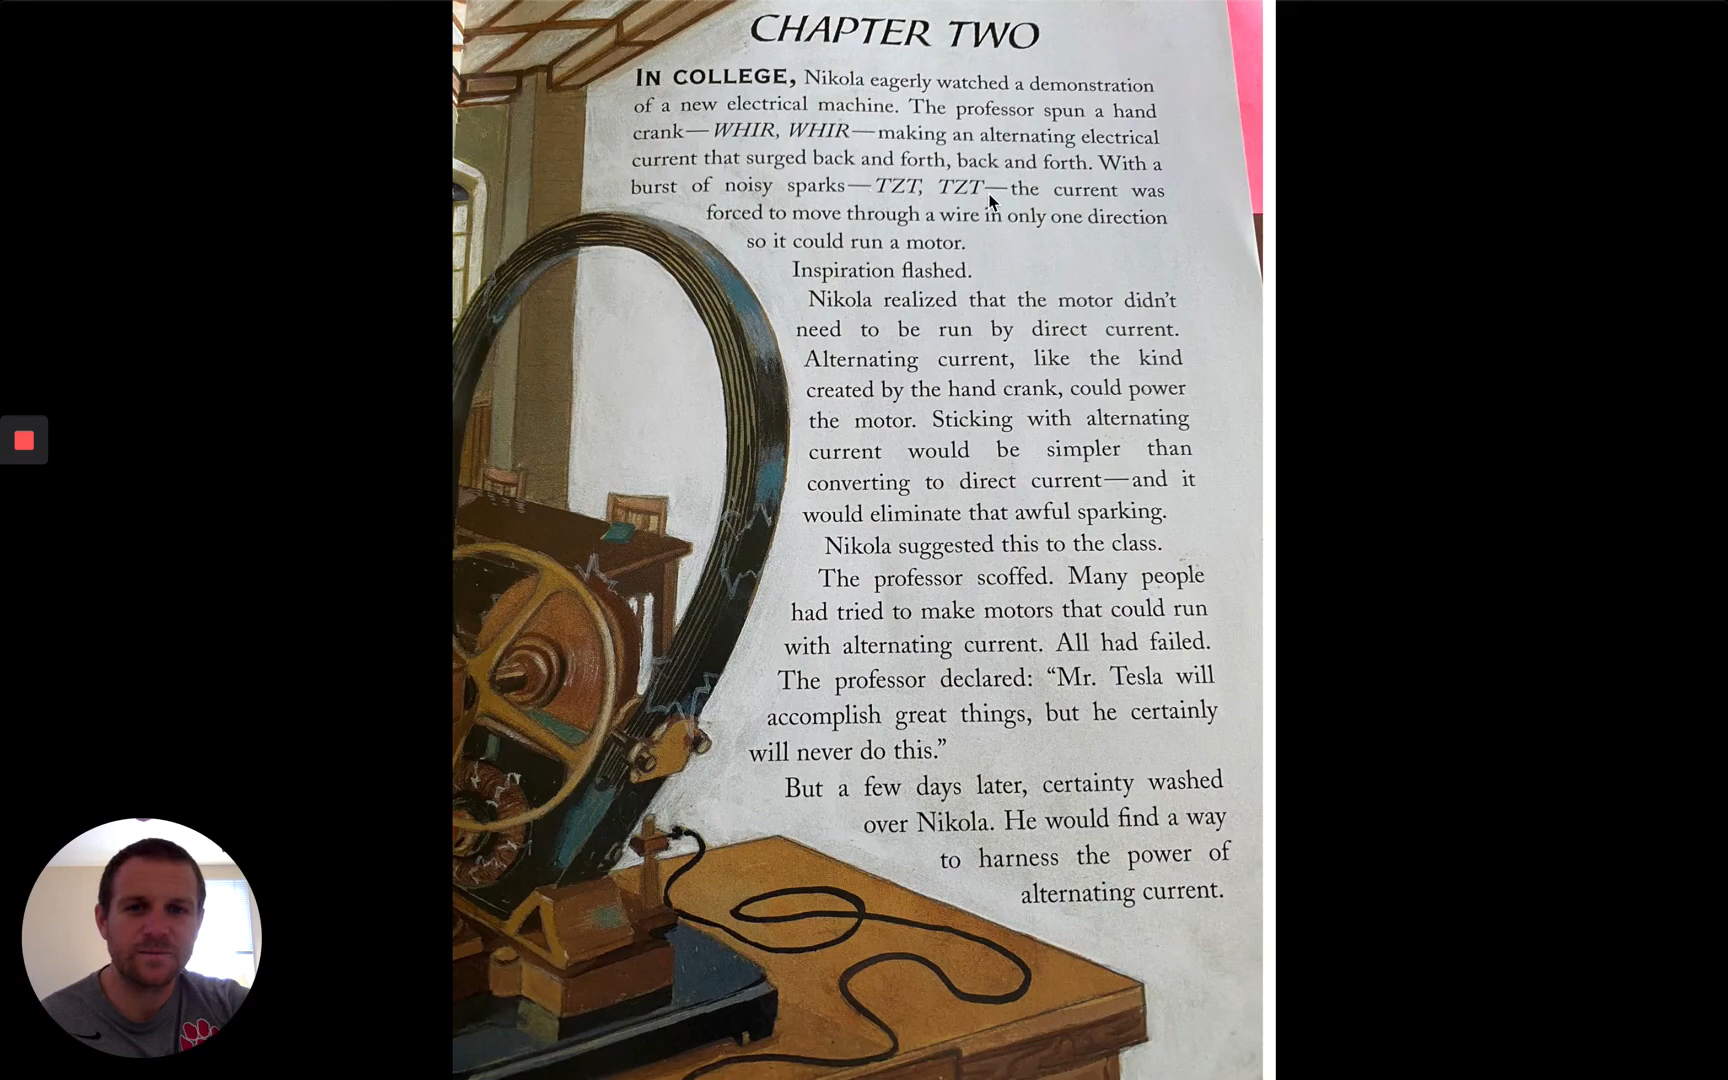 CHAPTER TWO
IN COLLEGE, Nikola eagerly watched a demonstration
of a new electrical machine. The professor spun a hand
crank—WHIR, WHIR—making an alternating electrical
current that surged back and forth, back and forth. With a
burst of noisy sparks—TZT, TZT—the current was
forced to move through a wire in only one direction
so it could run a motor.
Inspiration flashed.
Nikola realized that the motor didn't
need to be run by direct current.
Alternating current, like the kind
created by the hand crank, could power
the motor. Sticking with alternating
current would be simpler than
converting to direct current—and it
would eliminate that awful sparking.
Nikola suggested this to the class.
The professor scoffed. Many people
had tried to make motors that could run
with alternating current. All had failed.
The professor declared: “Mr. Tesla will
accomplish great things, but he certainly
will never do this.”
But a few days later, certainty washed
over Nikola. He would find a way
to harness the power of
alternating current.